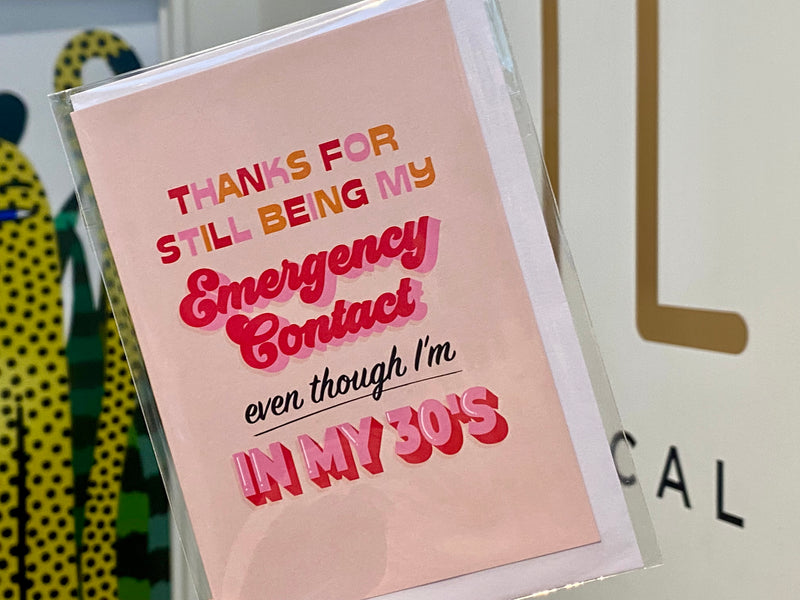 THANKS FOR
STILL BEING MY
Emergency
Contact
even though I'm
IN MY 30'S
L
CAL